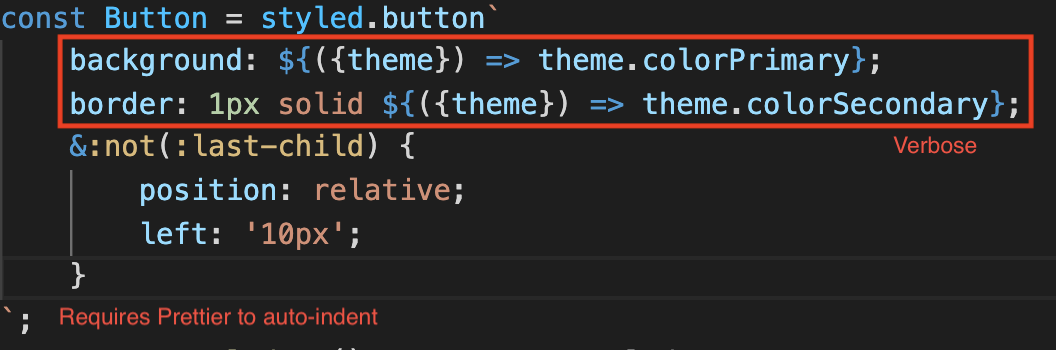 const Button = styled.button`
background: ${({theme}) => theme.colorPrimary};
border: 1px solid ${({theme}) => theme.colorSecondary};
&:not(:last-child) {
Verbose
position: relative;
left: '10px';
}
`; Requires Prettier to auto-indent